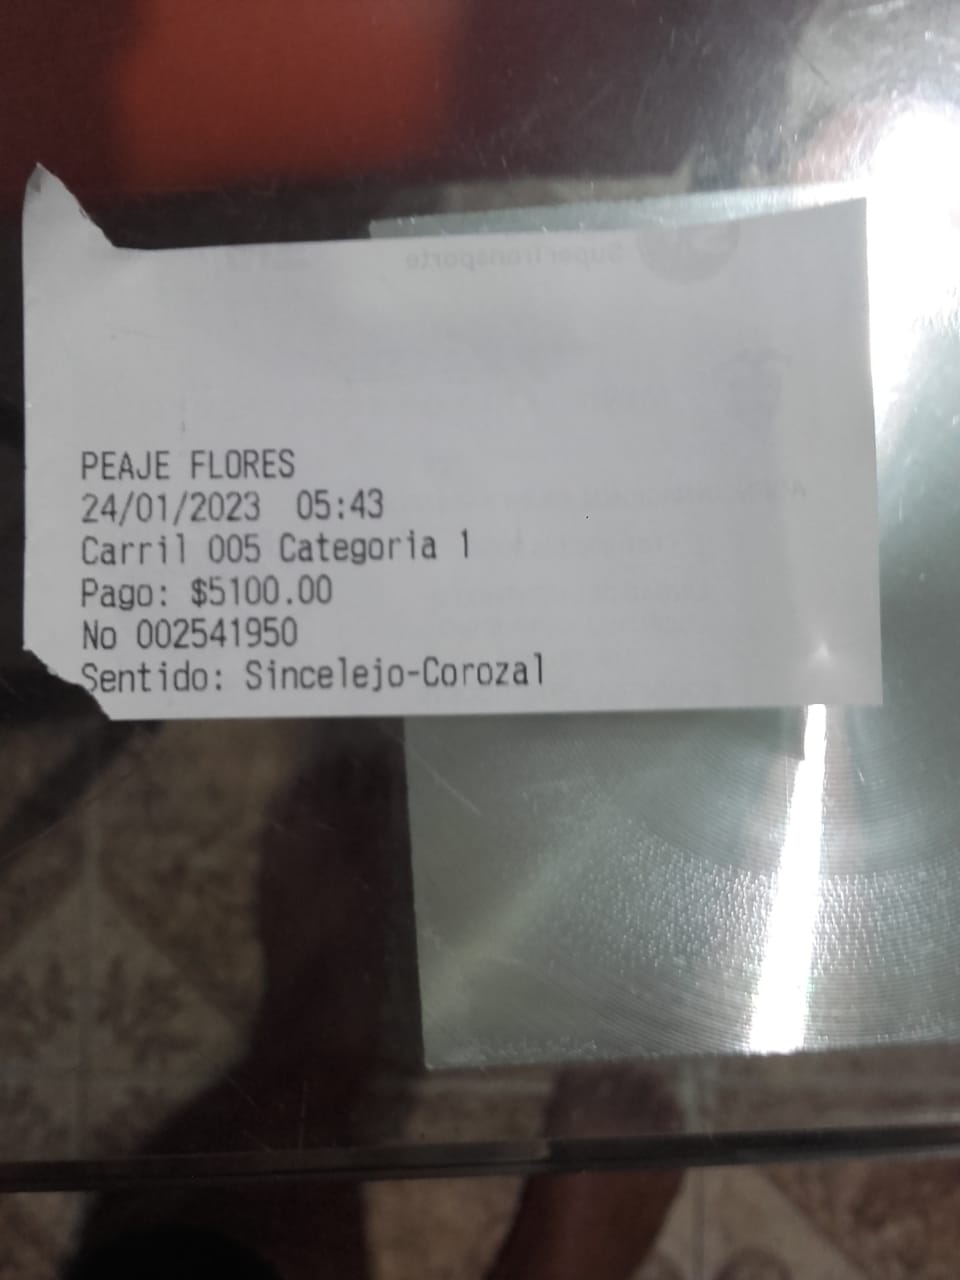 SuperTransporte
PEAJE FLORES
24/01/2023 05:43
Carril 005 Categoria 1
Pago: $5100.00
No 002541950
Sentido: Sincelejo-Corozal